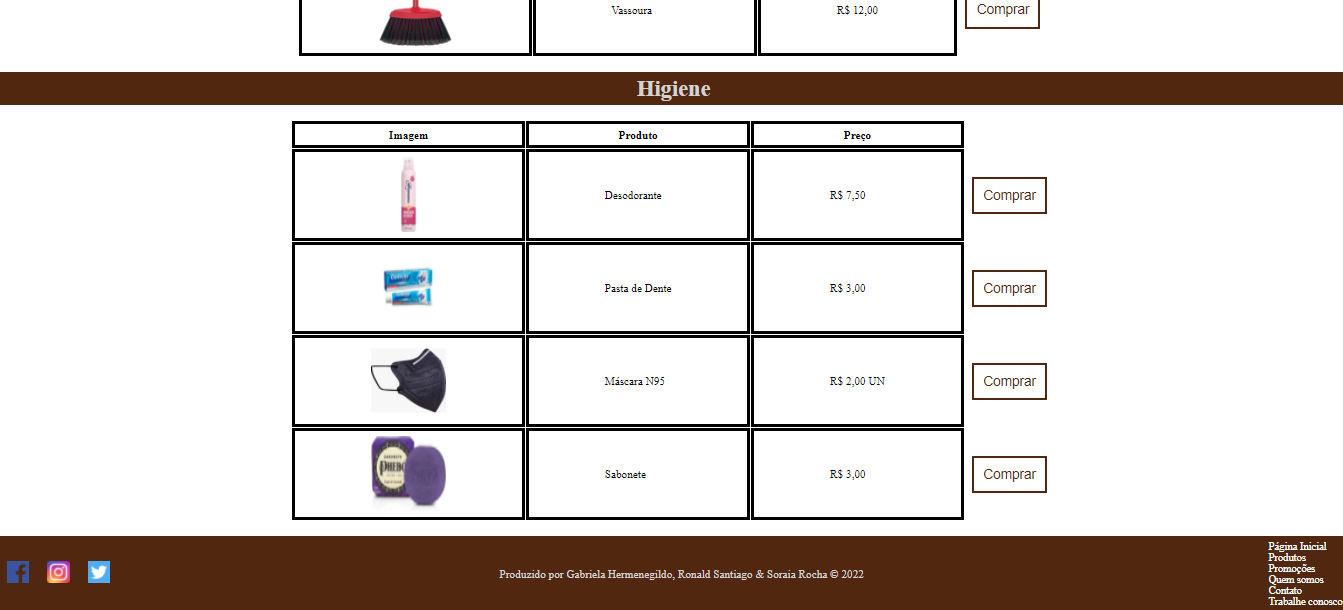 Vassoura R$ 12,00 Comprar
Higiene
Imagem Produto Preço
Desodorante R$ 7,50 Comprar
Pasta de Dente R$ 3,00 Comprar
Máscara N95 R$ 2,00 UN Comprar
PHEBO
Sabonete R$ 3,00 Comprar
Produzido por Gabriela Hermenegildo, Ronald Santiago & Soraia Rocha © 2022
Página Inicial
Produtos
Promoções
Quem somos
Contato
Trabalhe conosco